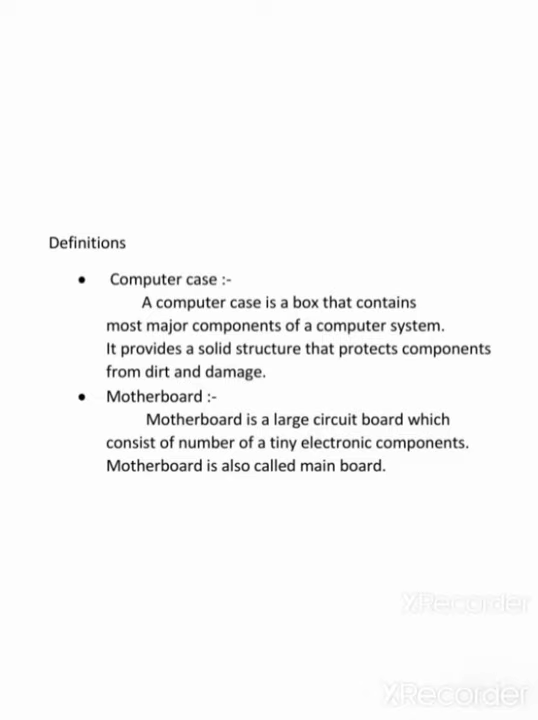 Definitions
• Computer case :-
A computer case is a box that contains
most major components of a computer system.
It provides a solid structure that protects components
from dirt and damage.
• Motherboard :-
Motherboard is a large circuit board which
consist of number of a tiny electronic components.
Motherboard is also called main board.
XRecorder
XRecorder